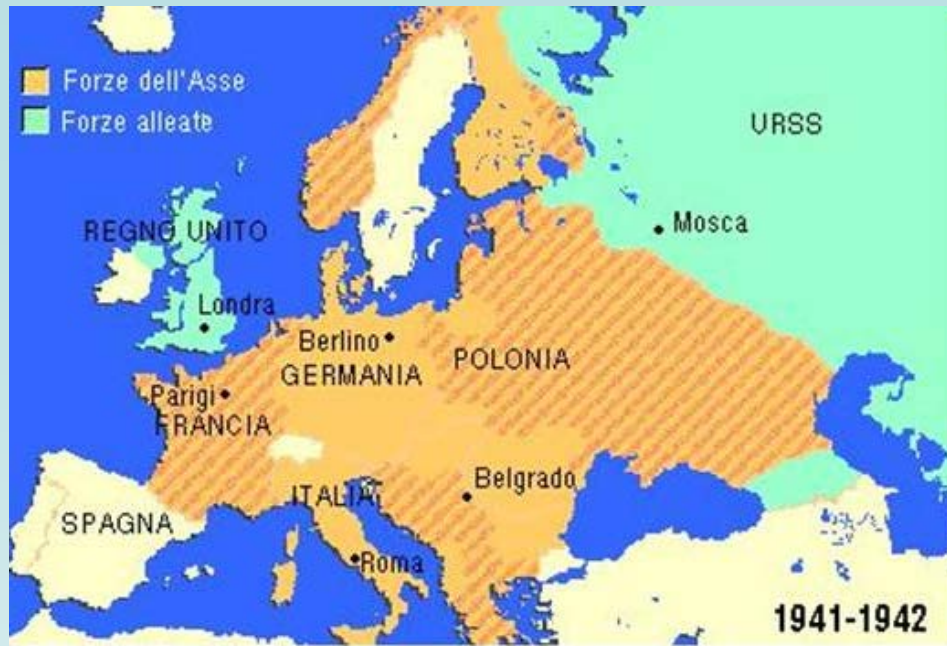 Forze dell'Asse
Forze alleate
URSS
Mosca
REGNO UNITO
Londra
Berlino
GERMANIA
POLONIA
Parigi
FRANCIA
Belgrado
ITALIA
SPAGNA
Roma
1941-1942